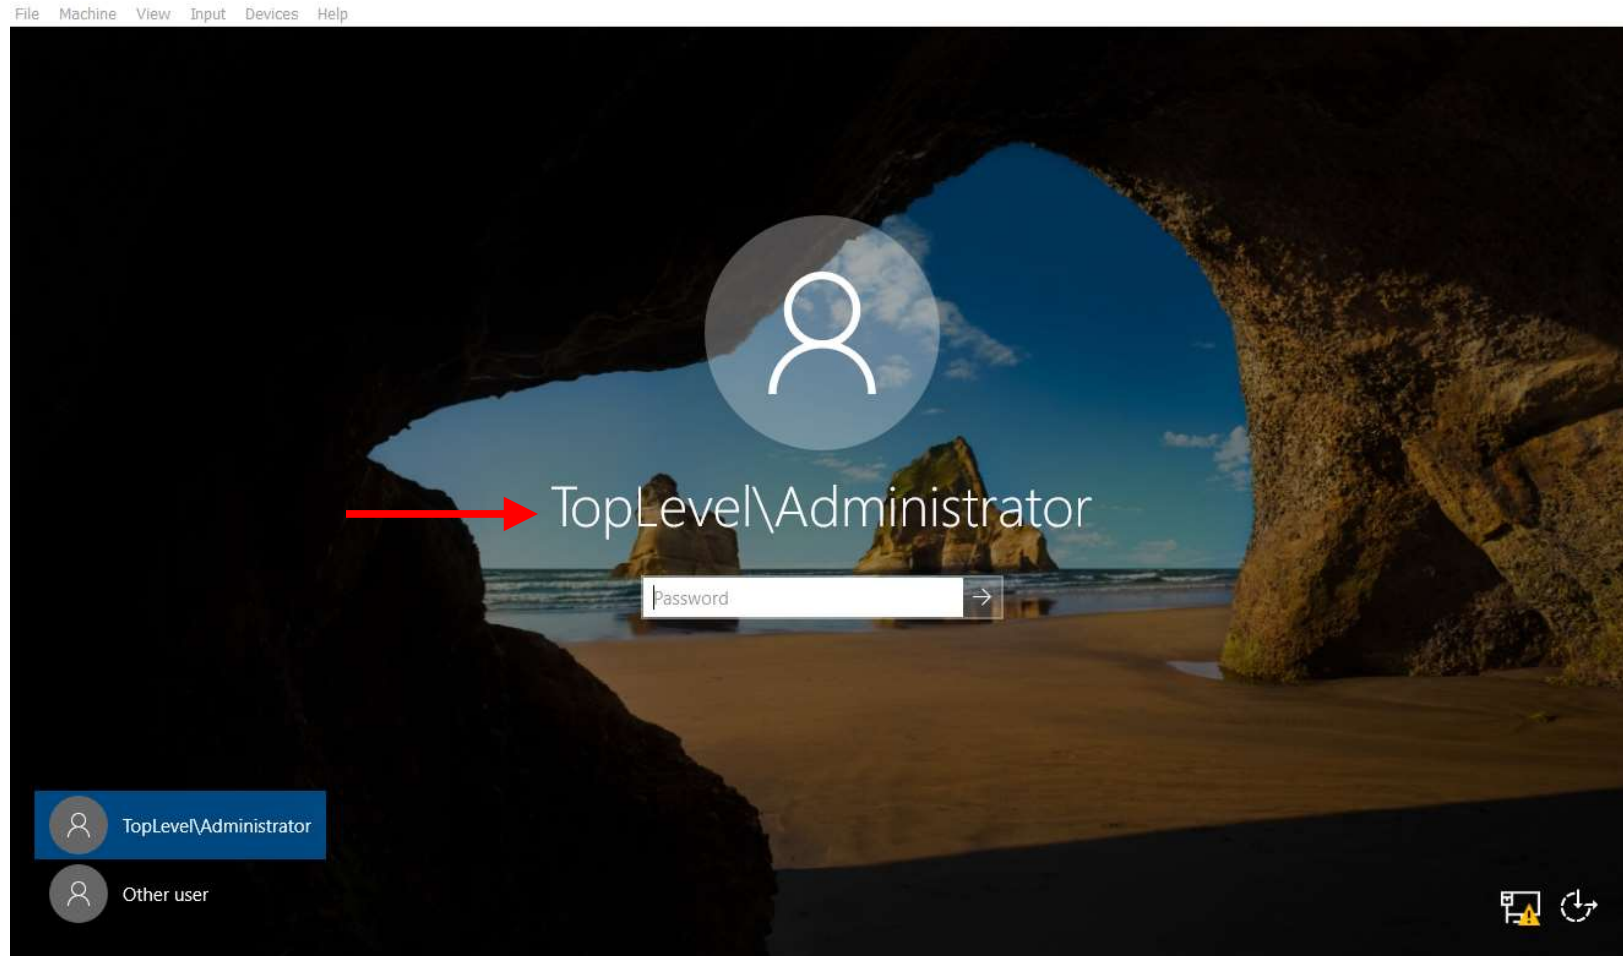 File Machine View Input Devices Help
TopLevel\Administrator
Password
TopLevel\Administrator
Other user